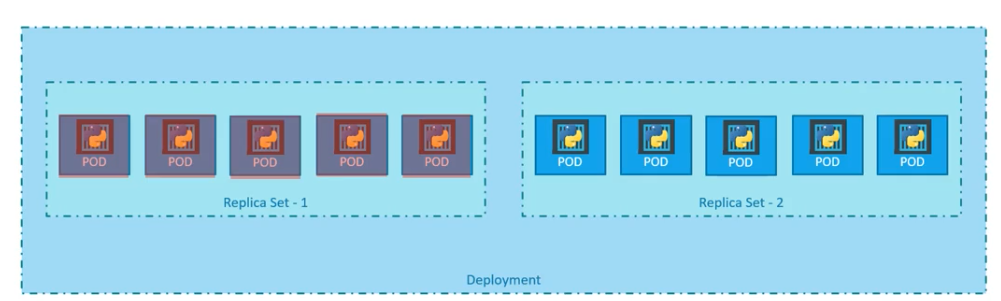 POD POD POD POD POD POD POD POD POD POD
Replica Set - 1 Replica Set - 2
Deployment